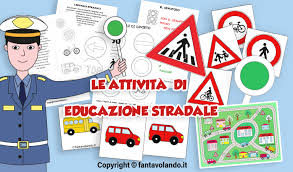 LE ATTIVITÀ DI
EDUCAZIONE STRADALE
Copyright © fantavolando.it